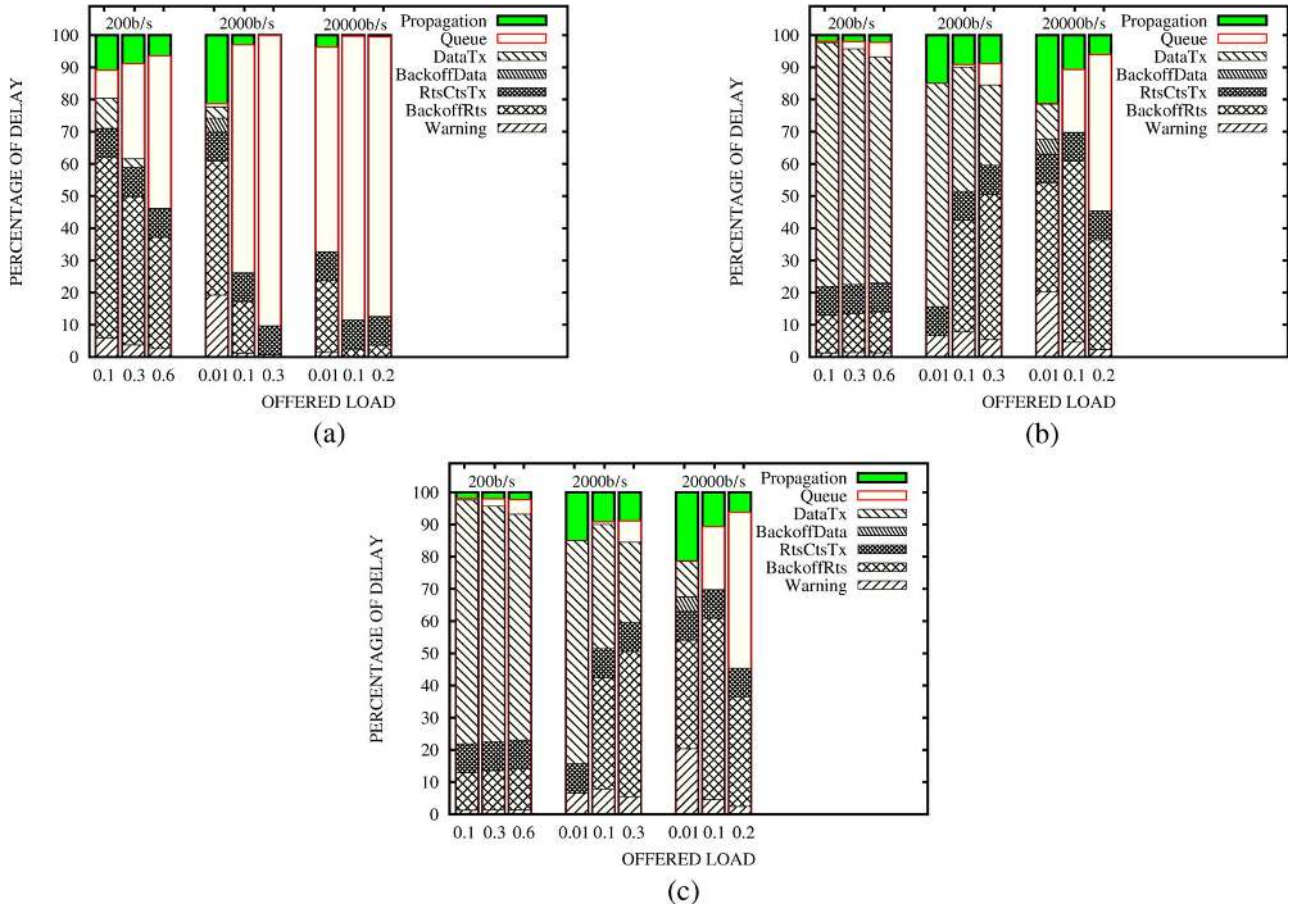 200b/s 2000b/s 20000b/s
Propagation
Queue
DataTx
BackoffData
RtsCtsTx
BackoffRts
Warning
100
90
80
70
60
50
40
30
20
10
0
PERCENTAGE OF DELAY
0.1 0.3 0.6 0.01 0.1 0.3 0.01 0.1 0.2
OFFERED LOAD
(a)
200b/s 2000b/s 20000b/s
Propagation
Queue
DataTx
BackoffData
RtsCtsTx
BackoffRts
Warning
100
90
80
70
60
50
40
30
20
10
0
PERCENTAGE OF DELAY
0.1 0.3 0.6 0.01 0.1 0.3 0.01 0.1 0.2
OFFERED LOAD
(b)
200b/s 2000b/s 20000b/s
Propagation
Queue
DataTx
BackoffData
RtsCtsTx
BackoffRts
Warning
100
90
80
70
60
50
40
30
20
10
0
PERCENTAGE OF DELAY
0.1 0.3 0.6 0.01 0.1 0.3 0.01 0.1 0.2
OFFERED LOAD
(c)